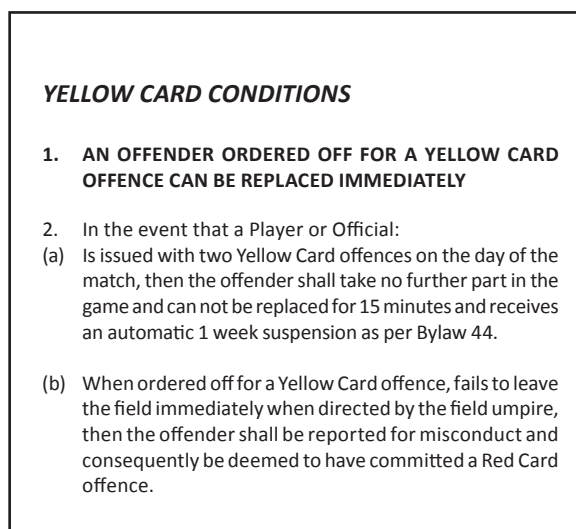 YELLOW CARD CONDITIONS
1. AN OFFENDER ORDERED OFF FOR A YELLOW CARD
OFFENCE CAN BE REPLACED IMMEDIATELY
2. In the event that a Player or Official:
(a) Is issued with two Yellow Card offences on the day of the
match, then the offender shall take no further part in the
game and can not be replaced for 15 minutes and receives
an automatic 1 week suspension as per Bylaw 44.
(b) When ordered off for a Yellow Card offence, fails to leave
the field immediately when directed by the field umpire,
then the offender shall be reported for misconduct and
consequently be deemed to have committed a Red Card
offence.